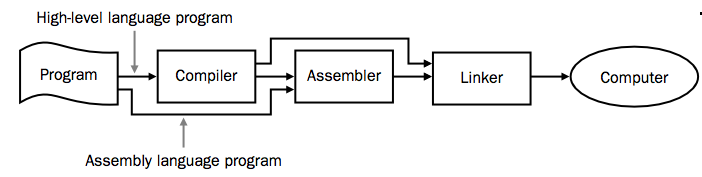 High-level language program
Program
Compiler
Assembler
Linker
Computer
Assembly language program